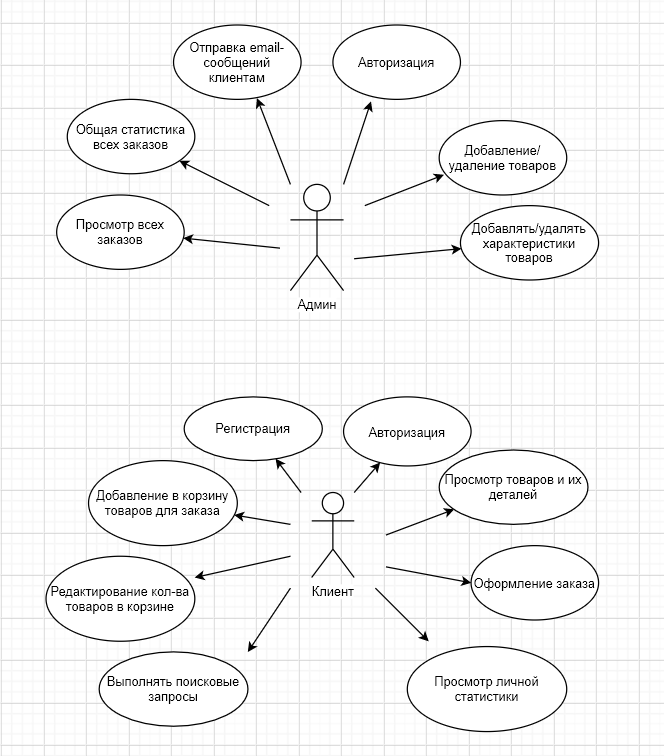 Отправка email-
сообщений
клиентам
Авторизация
Общая статистика
всех заказов
Добавление/
удаление товаров
Просмотр всех
заказов
Добавлять/удалять
характеристики
товаров
Админ
Регистрация
Авторизация
Просмотр товаров и их
деталей
Добавление в корзину
товаров для заказа
Редактирование кол-ва
товаров в корзине
Клиент
Оформление заказа
Выполнять поисковые
запросы
Просмотр личной
статистики